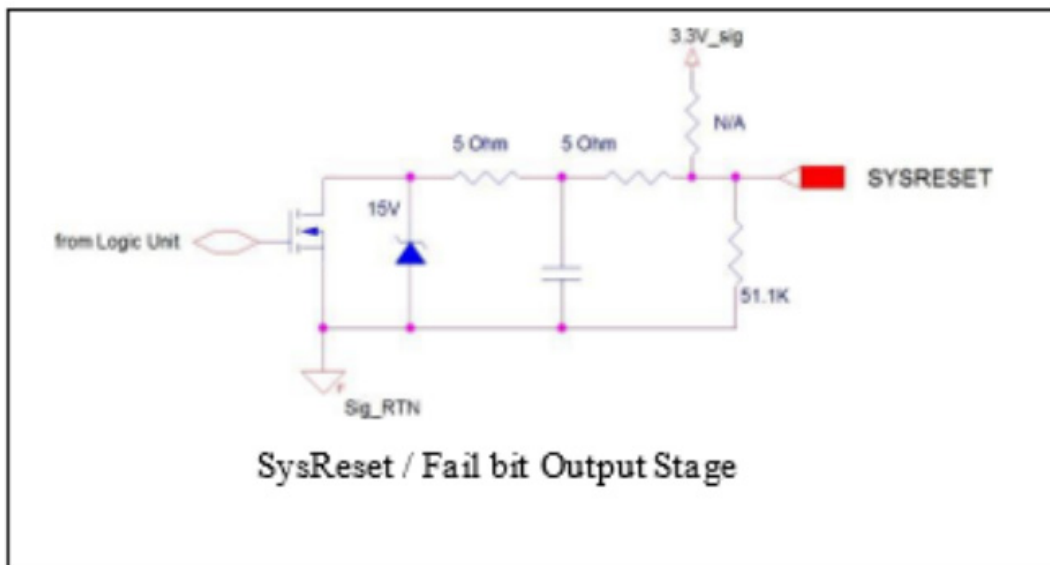 3.3V_sig
N/A
5 Ohm
5 Ohm
SYSRESET
15V
from Logic Unit
51.1K
Sig_RTN
SysReset / Fail bit Output Stage